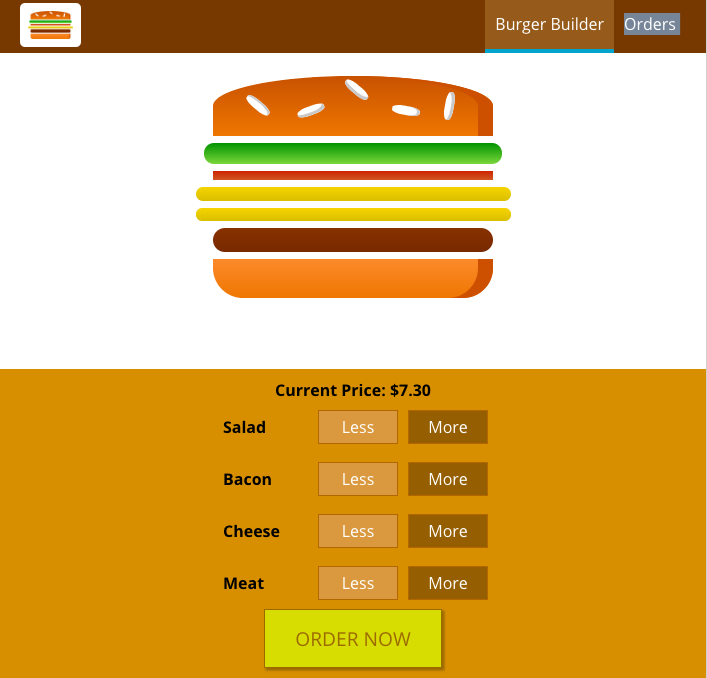 Burger Builder Orders
Current Price: $7.30
Salad Less More
Bacon Less More
Cheese Less More
Meat Less More
ORDER NOW